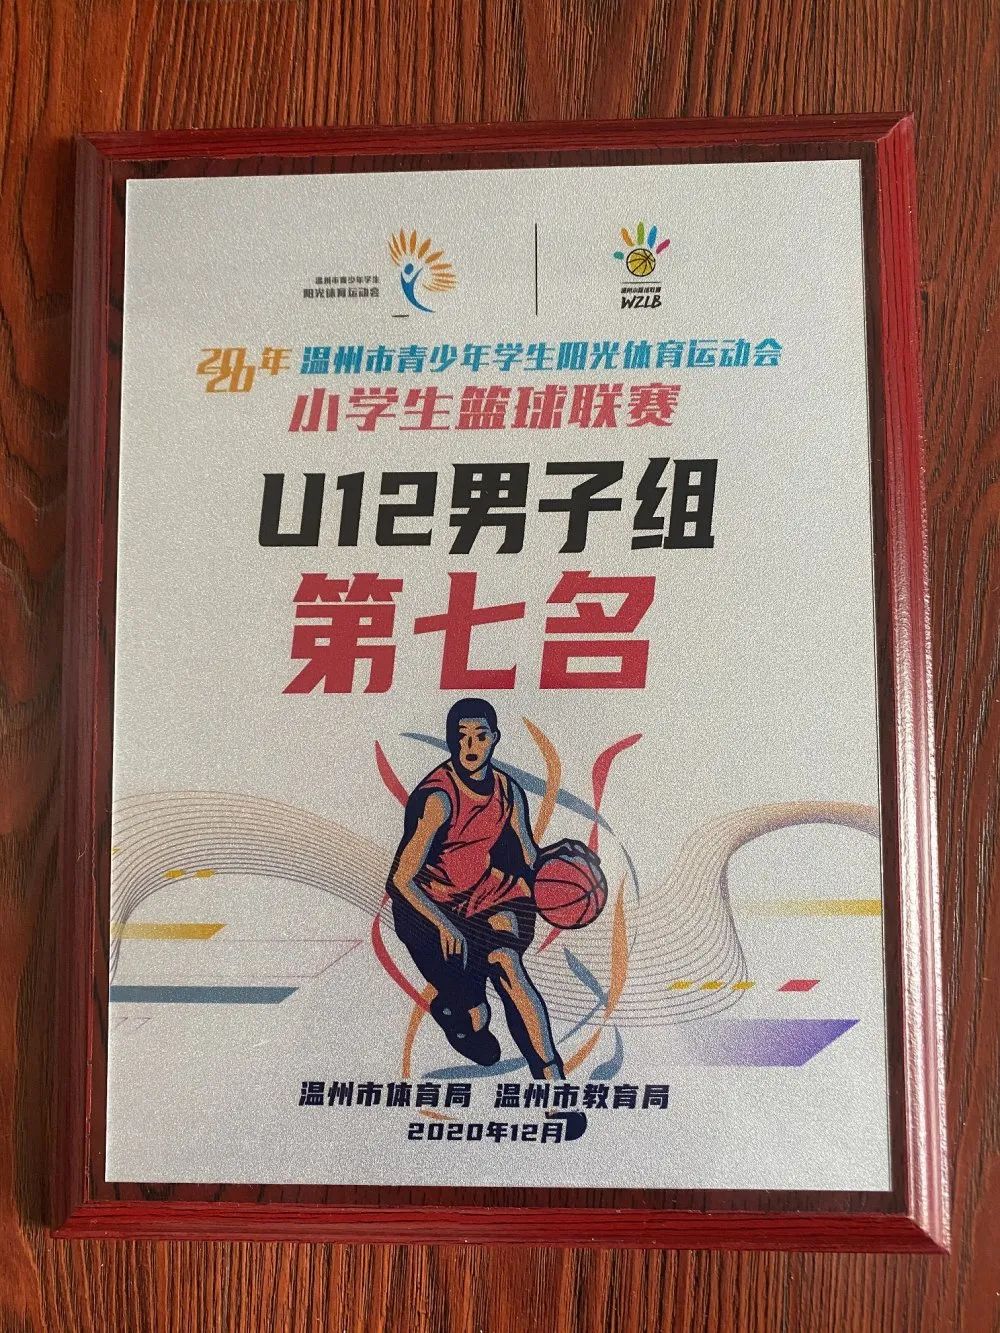 温州市青少年学生
阳光体育运动会
温州小篮球联赛
WZLB
2020年 温州市青少年学生阳光体育运动会
小学生篮球联赛
U12男子组
第七名
温州市体育局 温州市教育局
2020年12月